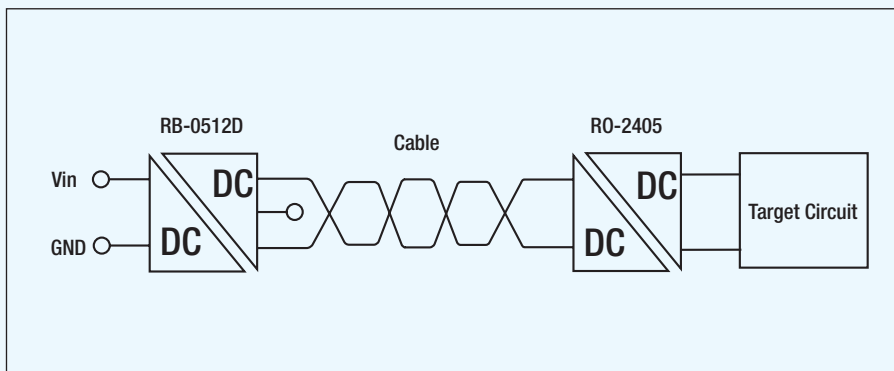 RB-0512D
Cable
RO-2405
Vin
DC
DC
GND
DC
DC
Target Circuit